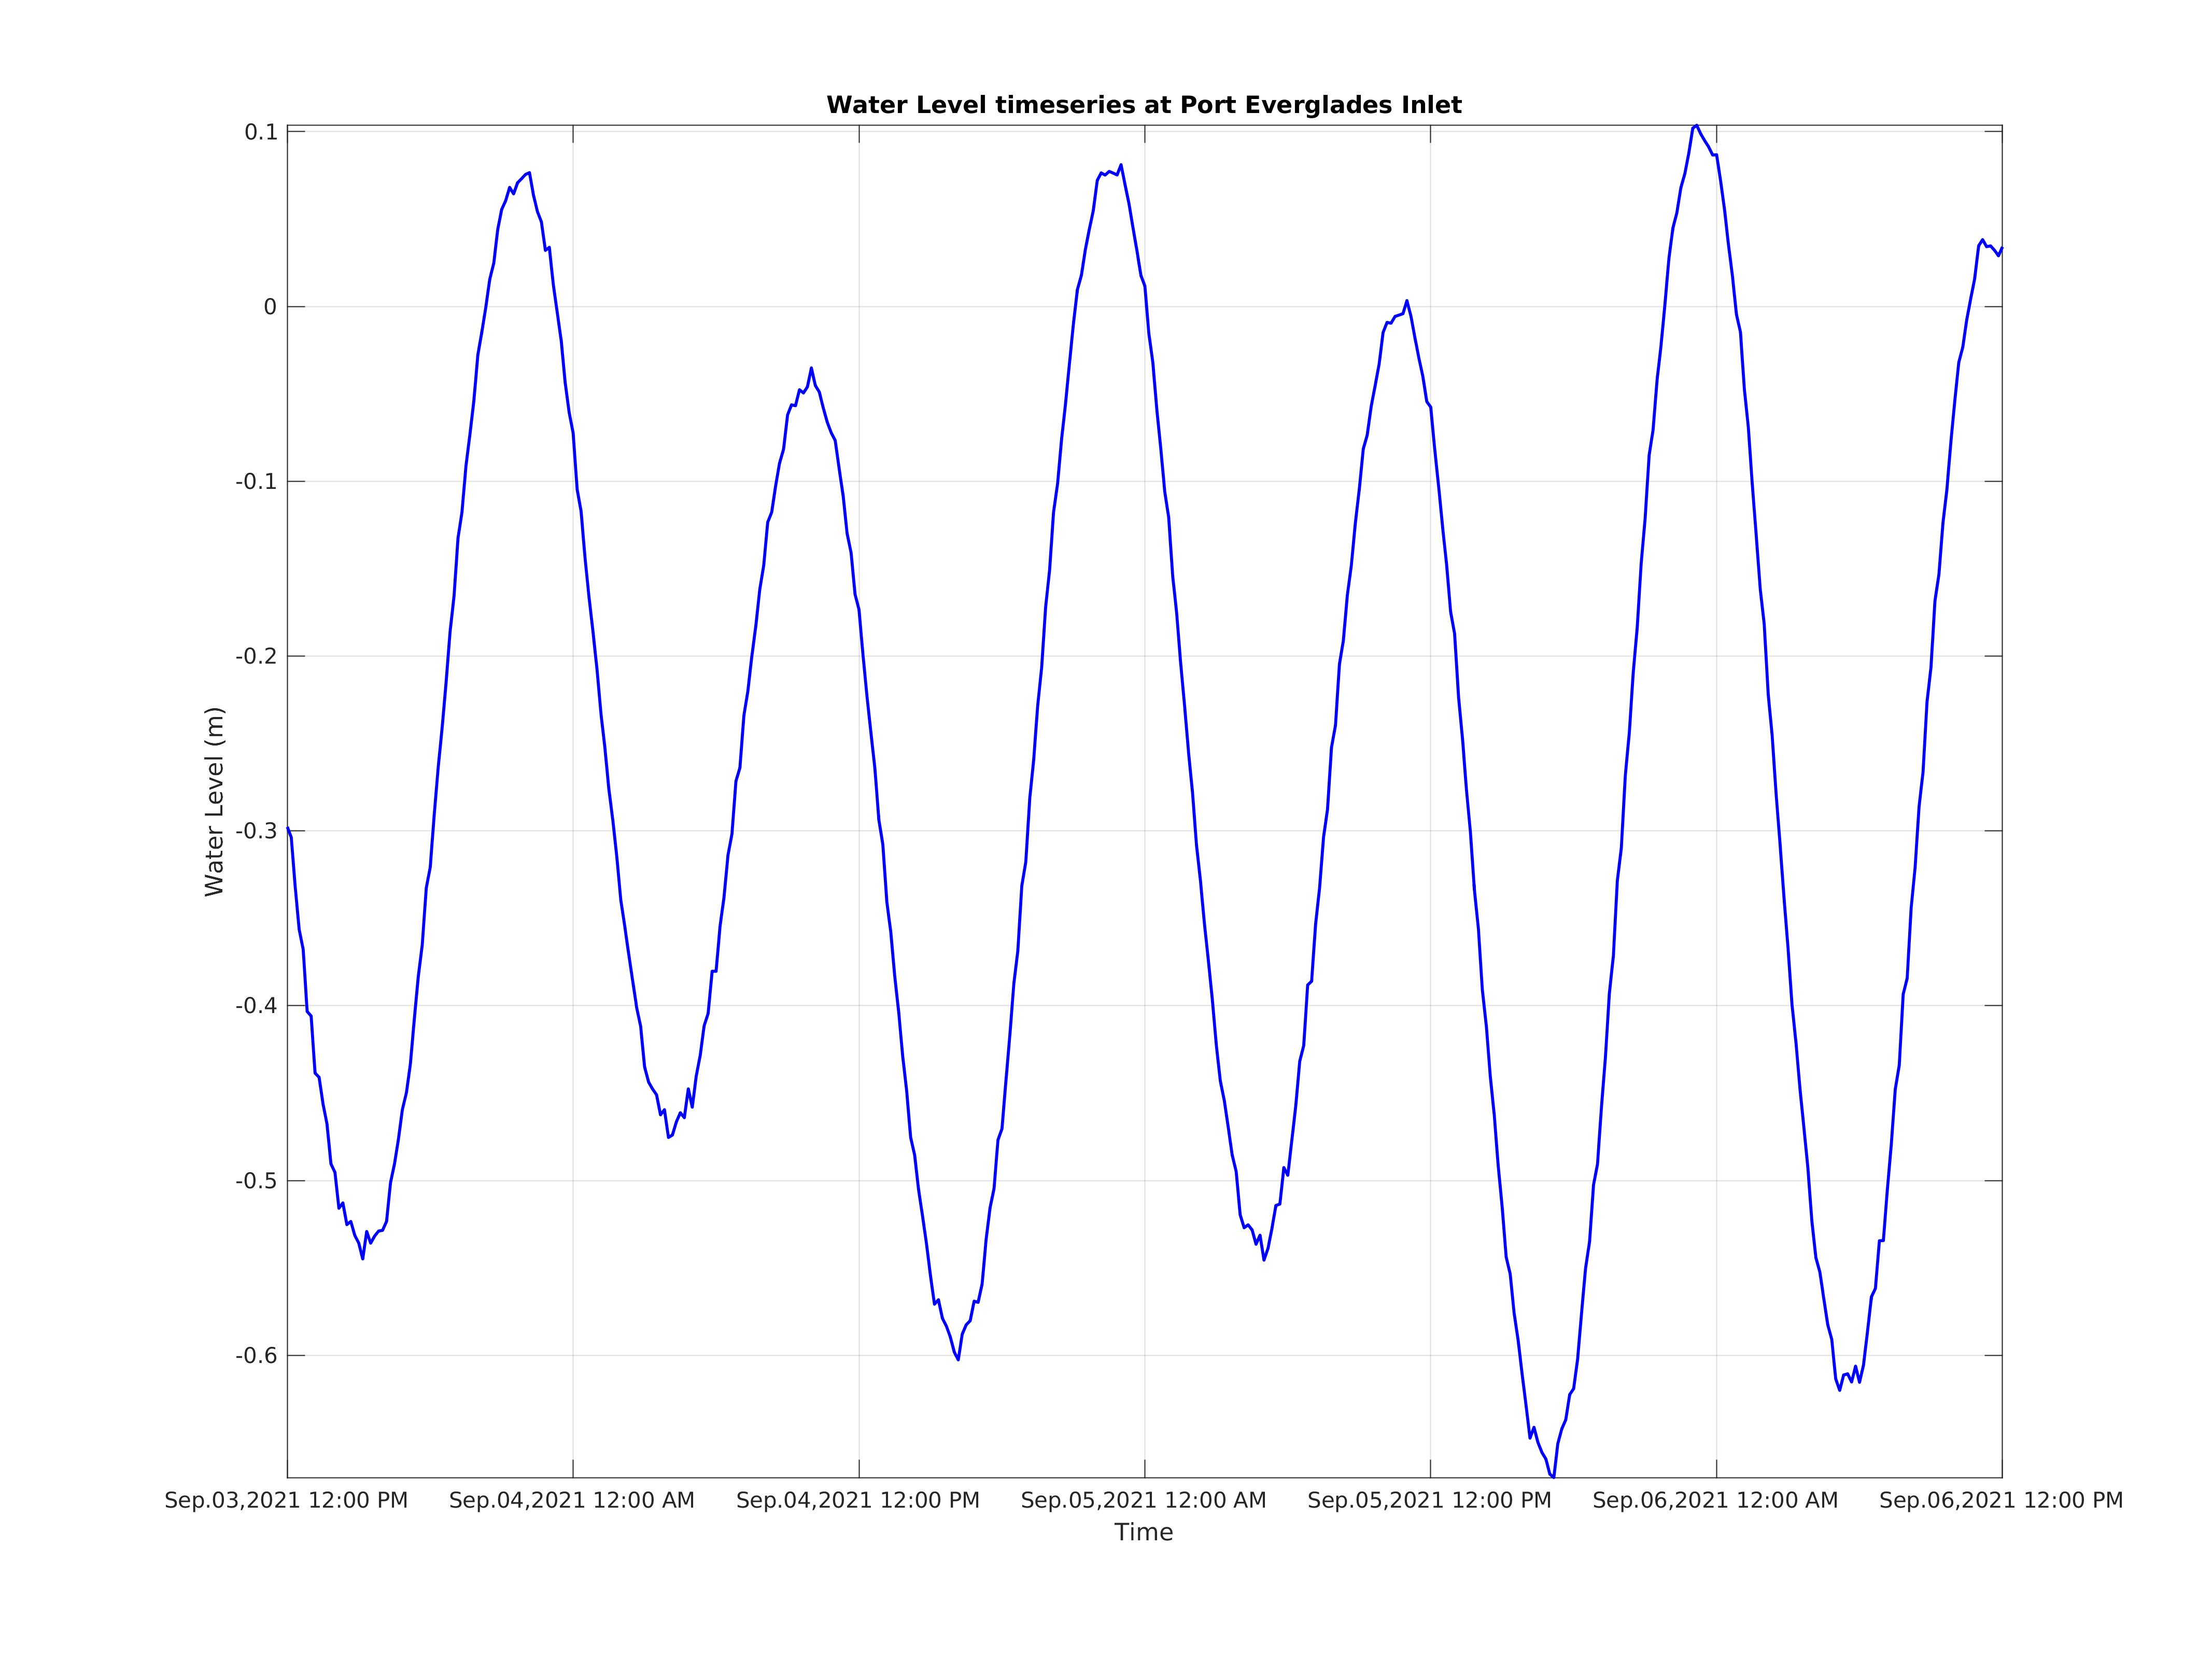 Water Level timeseries at Port Everglades Inlet
0.1
0
-0.1
-0.2
-0.3
-0.4
-0.5
-0.6
Water Level (m)
Sep.03,2021 12:00 PM Sep.04,2021 12:00 AM Sep.04,2021 12:00 PM Sep.05,2021 12:00 AM Sep.05,2021 12:00 PM Sep.06,2021 12:00 AM Sep.06,2021 12:00 PM
Time